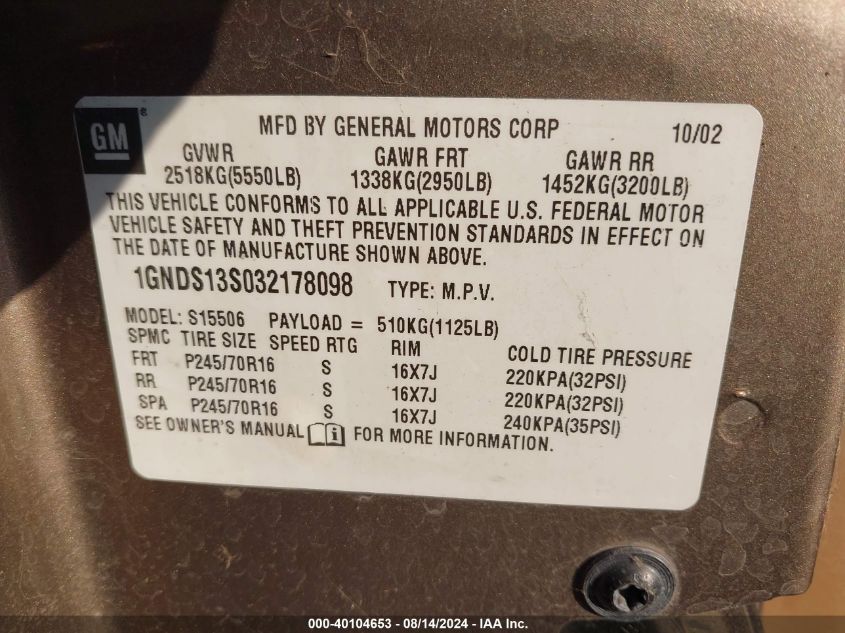 GM ®
MFD BY GENERAL MOTORS CORP 10/02
GVWR GAWR FRT GAWR RR
2518KG(5550LB) 1338KG(2950LB) 1452KG(3200LB)
THIS VEHICLE CONFORMS TO ALL APPLICABLE U.S. FEDERAL MOTOR
VEHICLE SAFETY AND THEFT PREVENTION STANDARDS IN EFFECT ON
THE DATE OF MANUFACTURE SHOWN ABOVE.
1GNDS13S032178098 TYPE: M.P.V.
MODEL: S15506 PAYLOAD = 510KG(1125LB)
SPMC TIRE SIZE SPEED RTG RIM COLD TIRE PRESSURE
FRT P245/70R16 S 16X7J 220KPA(32PSI)
RR P245/70R16 S 16X7J 220KPA(32PSI)
SPA P245/70R16 S 16X7J 240KPA(35PSI)
SEE OWNER'S MANUAL i FOR MORE INFORMATION.
000-40104653 - 08/14/2024 - IAA Inc.